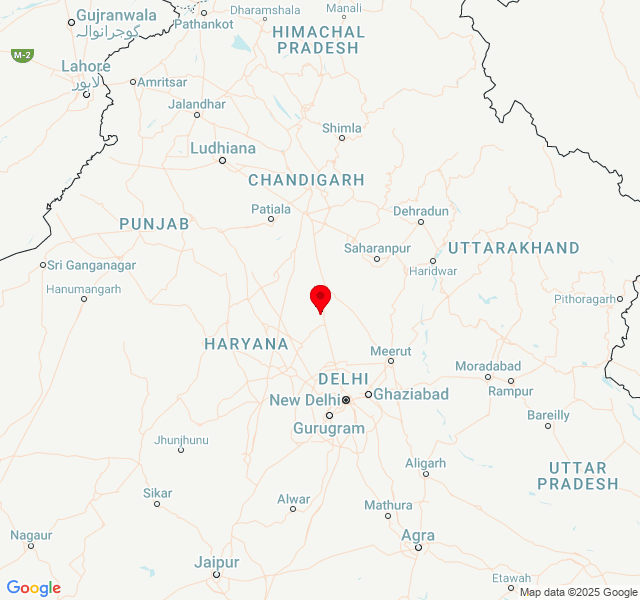 Gujranwala
گوجرانوالہ
Dharamshala
Manali
Pathankot
HIMACHAL
PRADESH
M-2
Lahore
لاہور
Amritsar
Jalandhar
Shimla
Ludhiana
CHANDIGARH
Patiala
PUNJAB
Dehradun
Saharanpur
UTTARAKHAND
Sri Ganganagar
Haridwar
Hanumangarh
Pithoragarh
HARYANA
Meerut
Moradabad
DELHI
Rampur
New Delhi
Ghaziabad
Bareilly
Gurugram
Jhunjhunu
Aligarh
UTTAR
PRADESH
Sikar
Alwar
Mathura
Nagaur
Agra
Jaipur
Etawah
Google
Map data ©2025 Google